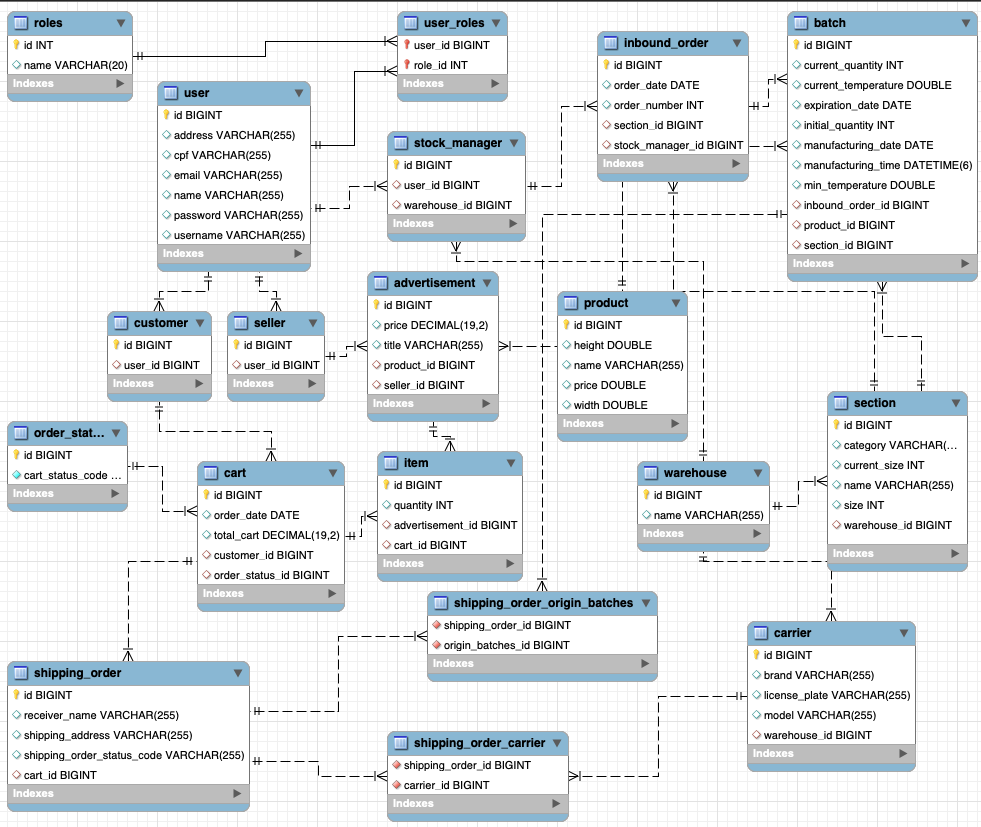 roles
id INT
name VARCHAR(20)
Indexes
user_roles
user_id BIGINT
role_id INT
Indexes
inbound_order
id BIGINT
order_date DATE
order_number INT
section_id BIGINT
stock_manager_id BIGINT
Indexes
batch
id BIGINT
current_quantity INT
current_temperature DOUBLE
expiration_date DATE
initial_quantity INT
manufacturing_date DATE
manufacturing_time DATETIME(6)
min_temperature DOUBLE
inbound_order_id BIGINT
product_id BIGINT
section_id BIGINT
Indexes
user
id BIGINT
address VARCHAR(255)
cpf VARCHAR(255)
email VARCHAR(255)
name VARCHAR(255)
password VARCHAR(255)
username VARCHAR(255)
Indexes
stock_manager
id BIGINT
user_id BIGINT
warehouse_id BIGINT
Indexes
customer
id BIGINT
user_id BIGINT
Indexes
seller
id BIGINT
user_id BIGINT
Indexes
advertisement
id BIGINT
price DECIMAL(19,2)
title VARCHAR(255)
product_id BIGINT
seller_id BIGINT
Indexes
product
id BIGINT
height DOUBLE
name VARCHAR(255)
price DOUBLE
width DOUBLE
Indexes
order_stat...
id BIGINT
cart_status_code ...
Indexes
cart
id BIGINT
order_date DATE
total_cart DECIMAL(19,2)
customer_id BIGINT
order_status_id BIGINT
Indexes
item
id BIGINT
quantity INT
advertisement_id BIGINT
cart_id BIGINT
Indexes
warehouse
id BIGINT
name VARCHAR(255)
Indexes
section
id BIGINT
category VARCHAR(...
current_size INT
name VARCHAR(255)
size INT
warehouse_id BIGINT
Indexes
shipping_order_origin_batches
shipping_order_id BIGINT
origin_batches_id BIGINT
Indexes
carrier
id BIGINT
brand VARCHAR(255)
license_plate VARCHAR(255)
model VARCHAR(255)
warehouse_id BIGINT
Indexes
shipping_order
id BIGINT
receiver_name VARCHAR(255)
shipping_address VARCHAR(255)
shipping_order_status_code VARCHAR(255)
cart_id BIGINT
Indexes
shipping_order_carrier
shipping_order_id BIGINT
carrier_id BIGINT
Indexes